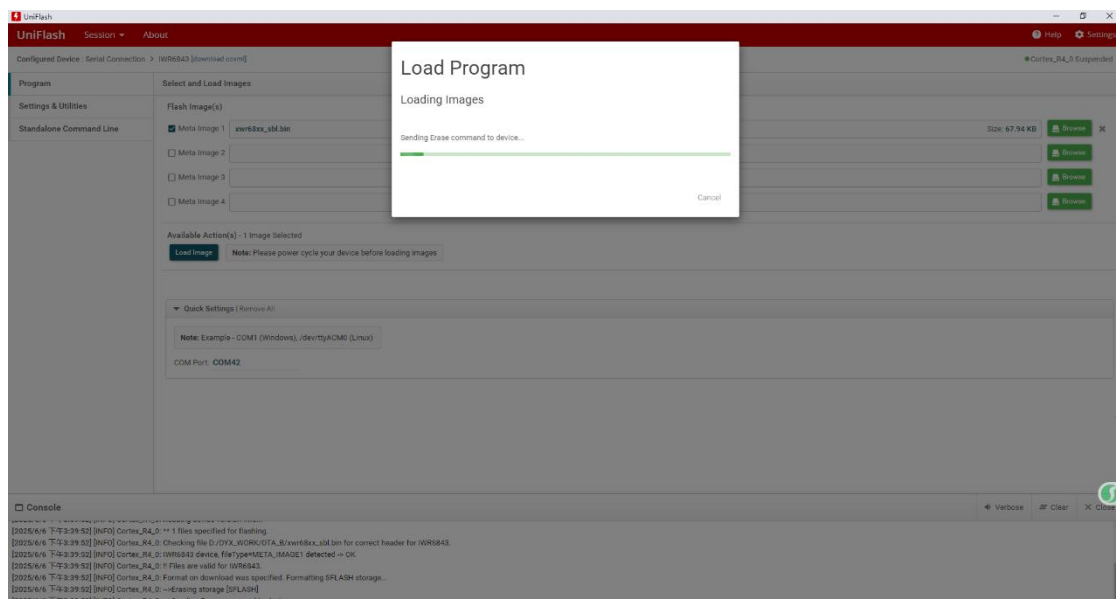 UniFlash
UniFlash Session About Help Settings
Configured Device : Serial Connection > IWR6843 [download ccxml] Cortex_R4_0:Suspended
Program
Settings & Utilities
Standalone Command Line
Select and Load Images
Flash Image(s)
Meta Image 1 xwr68xx_sbl.bin Size: 67.94 KB Browse
Meta Image 2 Browse
Meta Image 3 Browse
Meta Image 4 Browse
Load Program
Loading Images
Sending Erase command to device...
Cancel
Available Action(s) - 1 Image Selected
Load Image Note: Please power cycle your device before loading images
Quick Settings | Remove All
Note: Example - COM1 (Windows), /dev/ttyACM0 (Linux)
COM Port: COM42
Console Verbose Clear Close
[2025/6/6 下午3:39:52] [INFO] Cortex_R4_0: ** 1 files specified for flashing.
[2025/6/6 下午3:39:52] [INFO] Cortex_R4_0: Checking file D:/DYX_WORK/OTA_B/xwr68xx_sbl.bin for correct header for IWR6843.
[2025/6/6 下午3:39:52] [INFO] Cortex_R4_0: IWR6843 device, fileType=META_IMAGE1 detected -> OK
[2025/6/6 下午3:39:52] [INFO] Cortex_R4_0: !! Files are valid for IWR6843.
[2025/6/6 下午3:39:52] [INFO] Cortex_R4_0: Format on download was specified. Formatting SFLASH storage...
[2025/6/6 下午3:39:52] [INFO] Cortex_R4_0: -->Erasing storage [SFLASH]